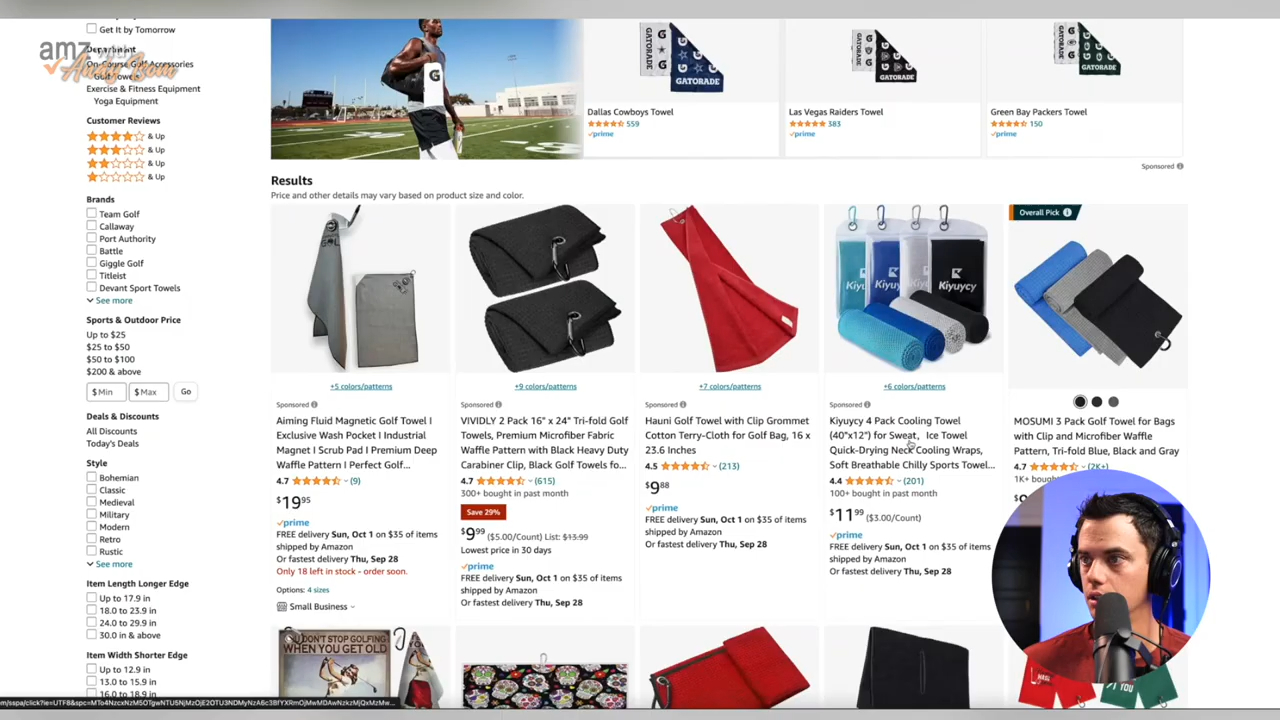 Get It by Tomorrow
amz
Department
On-Course Golf Accessories
Exercise & Fitness Equipment
Yoga Equipment
Customer Reviews
& Up
& Up
& Up
& Up
Brands
Team Golf
Callaway
Port Authority
Battle
Giggle Golf
Titleist
Devant Sport Towels
See more
Sports & Outdoor Price
Up to $25
$25 to $50
$50 to $100
$200 & above
$ Min
$ Max
Go
Deals & Discounts
All Discounts
Today's Deals
Style
Bohemian
Classic
Medieval
Military
Modern
Retro
Rustic
See more
Item Length Longer Edge
Up to 17.9 in
18.0 to 23.9 in
24.0 to 29.9 in
30.0 in & above
Item Width Shorter Edge
Up to 12.9 in
13.0 to 15.9 in
16.0 to 18.9 in
G
GATORADE
GATORADE
GATORADE
Dallas Cowboys Towel
559
prime
Las Vegas Raiders Towel
383
prime
Green Bay Packers Towel
150
prime
Sponsored
Results
Price and other details may vary based on product size and color.
+5 colors/patterns
Sponsored
Aiming Fluid Magnetic Golf Towel I
Exclusive Wash Pocket I Industrial
Magnet I Scrub Pad I Premium Deep
Waffle Pattern I Perfect Golf...
4.7 (9)
$19 95
prime
FREE delivery Sun, Oct 1 on $35 of items
shipped by Amazon
Or fastest delivery Thu, Sep 28
Only 18 left in stock - order soon.
Options: 4 sizes
Small Business
+9 colors/patterns
Sponsored
VIVIDLY 2 Pack 16" x 24" Tri-fold Golf
Towels, Premium Microfiber Fabric
Waffle Pattern with Black Heavy Duty
Carabiner Clip, Black Golf Towels fo...
4.7 (615)
300+ bought in past month
Save 29%
$9 99 ($5.00/Count) List: $13.99
Lowest price in 30 days
prime
FREE delivery Sun, Oct 1 on $35 of items
shipped by Amazon
Or fastest delivery Thu, Sep 28
+7 colors/patterns
Sponsored
Hauni Golf Towel with Clip Grommet
Cotton Terry-Cloth for Golf Bag, 16 x
23.6 Inches
4.5 (213)
$9 88
prime
FREE delivery Sun, Oct 1 on $35 of items
shipped by Amazon
Or fastest delivery Thu, Sep 28
Kiyuycy
Kiyuycy
+6 colors/patterns
Sponsored
Kiyuycy 4 Pack Cooling Towel
(40"x12") for Sweat, Ice Towel
Quick-Drying Neck Cooling Wraps,
Soft Breathable Chilly Sports Towel...
4.4 (201)
100+ bought in past month
$11 99 ($3.00/Count)
prime
FREE delivery Sun, Oct 1 on $35 of items
shipped by Amazon
Or fastest delivery Thu, Sep 28
Overall Pick
MOSUMI 3 Pack Golf Towel for Bags
with Clip and Microfiber Waffle
Pattern, Tri-fold Blue, Black and Gray
4.7 (2K+)
DON'T STOP GOLFING
WHEN YOU GET OLD